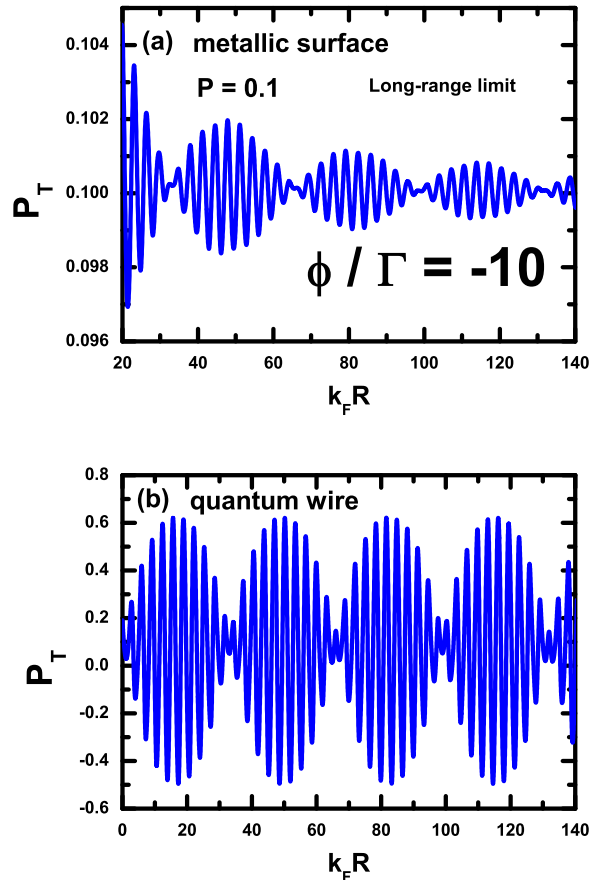 (a) metallic surface
P = 0.1 Long-range limit
ϕ / Γ = -10
P_T
0.104
0.102
0.100
0.098
0.096
20 40 60 80 100 120 140
k_F R
(b) quantum wire
P_T
0.8
0.6
0.4
0.2
0.0
-0.2
-0.4
-0.6
0 20 40 60 80 100 120 140
k_F R